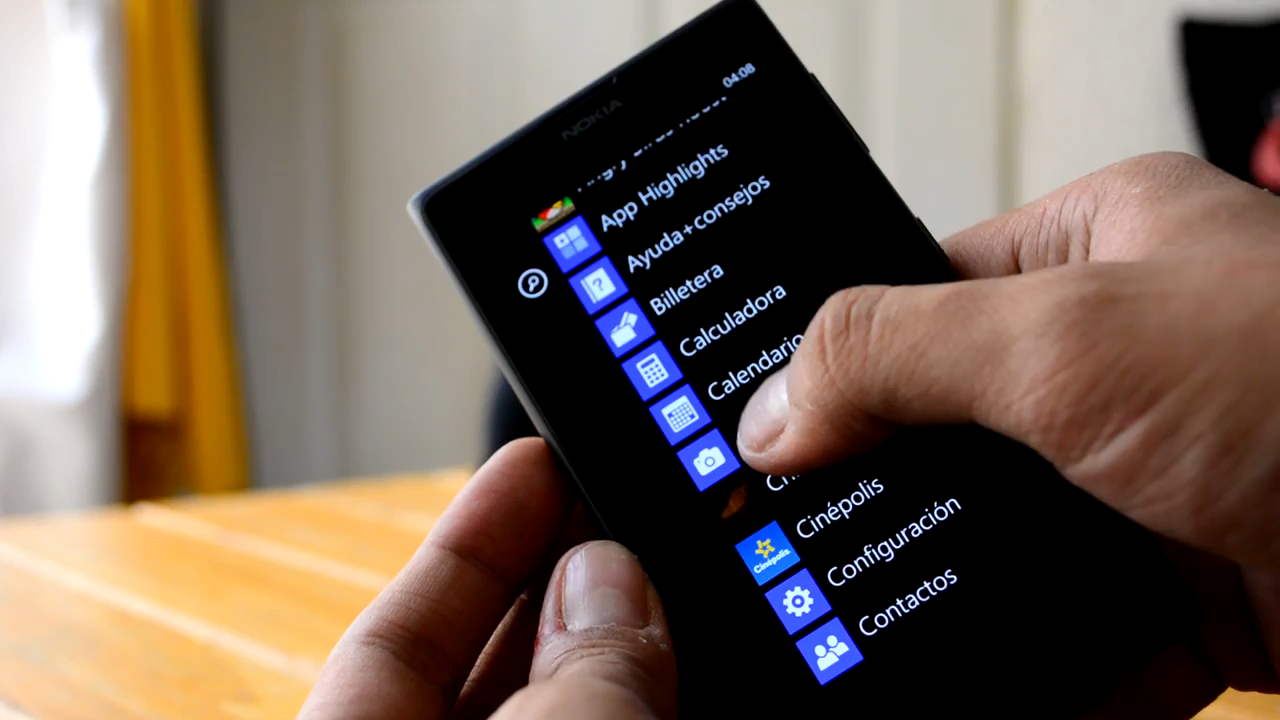 04:08
NOKIA
App Highlights
Ayuda+consejos
Billetera
Calculadora
Calendario
Cinépolis
Cinépolis
Configuración
Contactos